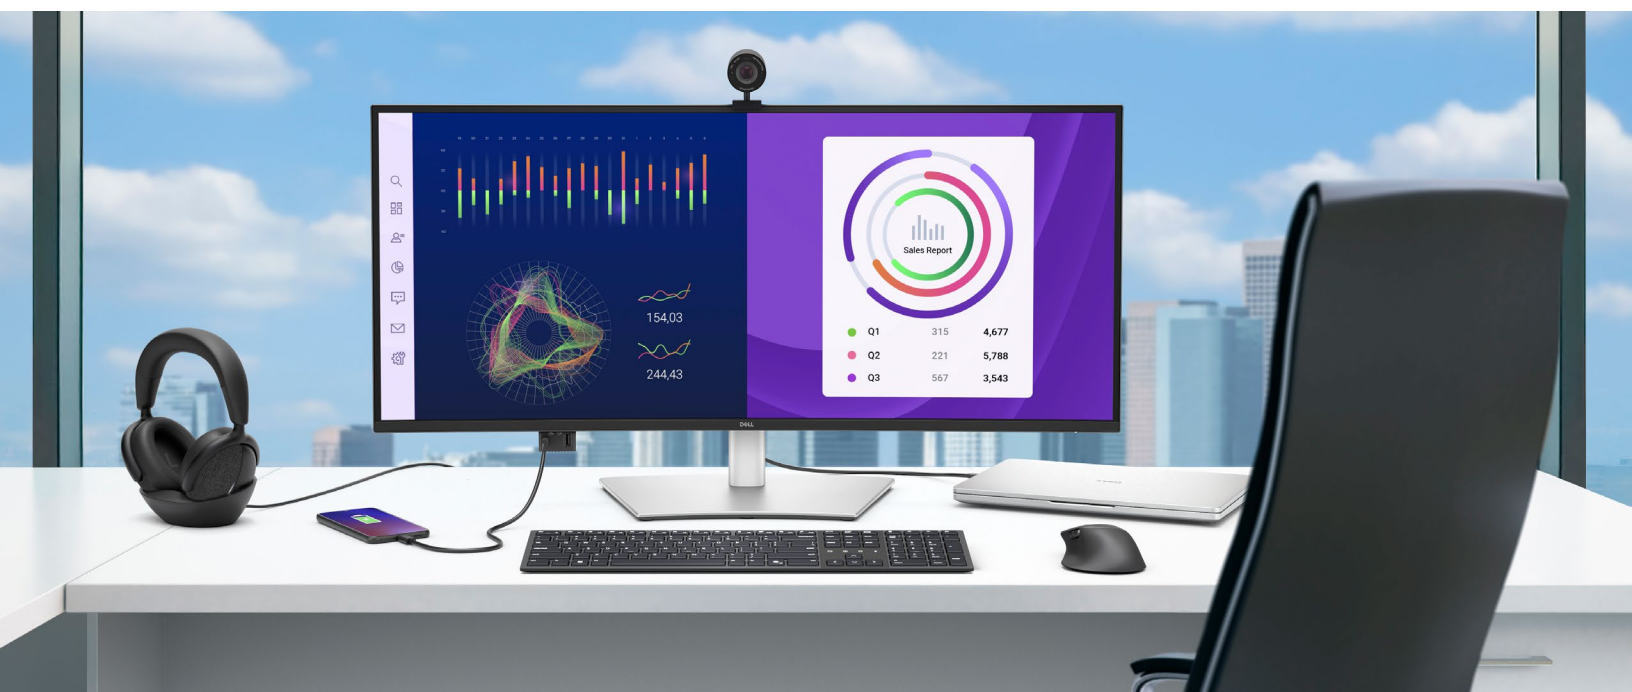 154,03
244,43
Sales Report
Q1 315 4,677
Q2 221 5,788
Q3 567 3,543
DELL